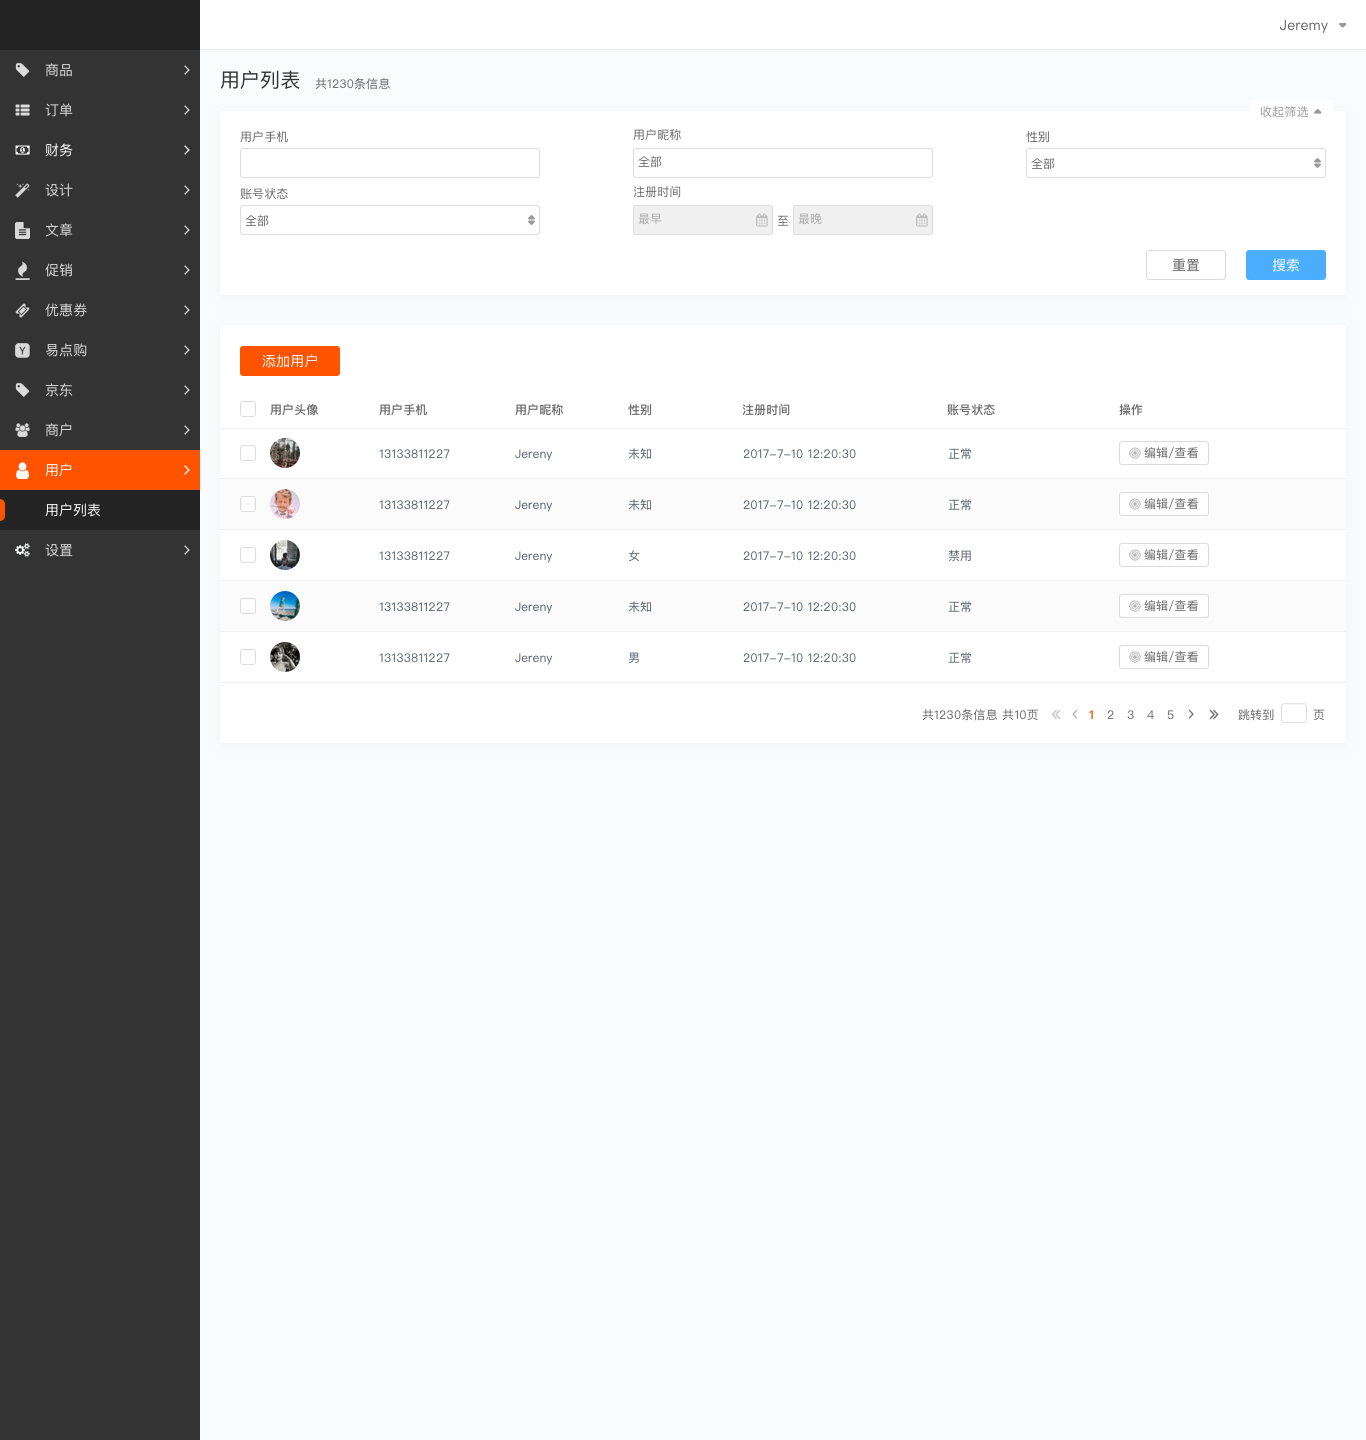 Jeremy
商品
订单
财务
设计
文章
促销
优惠券
易点购
京东
商户
用户
用户列表
设置
用户列表 共1230条信息
收起筛选
用户手机 用户昵称 性别
全部 全部
账号状态 注册时间
全部 最早 至 最晚
重置 搜索
添加用户
用户头像 用户手机 用户昵称 性别 注册时间 账号状态 操作
13133811227 Jereny 未知 2017-7-10 12:20:30 正常 编辑/查看
13133811227 Jereny 未知 2017-7-10 12:20:30 正常 编辑/查看
13133811227 Jereny 女 2017-7-10 12:20:30 禁用 编辑/查看
13133811227 Jereny 未知 2017-7-10 12:20:30 正常 编辑/查看
13133811227 Jereny 男 2017-7-10 12:20:30 正常 编辑/查看
共1230条信息 共10页 1 2 3 4 5 跳转到 页